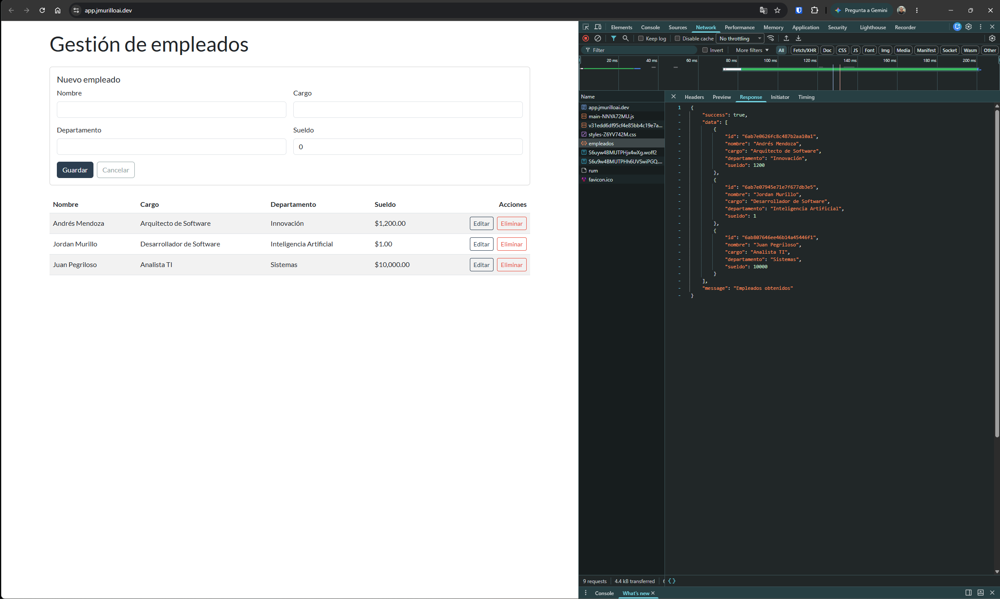 app.jmurilloai.dev
Pregunta a Gemini
Gestión de empleados
Nuevo empleado
Nombre Cargo
Departamento Sueldo
0
Guardar Cancelar
Nombre Cargo Departamento Sueldo Acciones
Andrés Mendoza Arquitecto de Software Innovación $1,200.00 Editar Eliminar
Jordan Murillo Desarrollador de Software Inteligencia Artificial $1.00 Editar Eliminar
Juan Pegriloso Analista TI Sistemas $10,000.00 Editar Eliminar
Elements Console Sources Network Performance Memory Application Security Lighthouse Recorder
Keep log Disable cache No throttling
Filter Invert More filters All Fetch/XHR Doc CSS JS Font Img Media Manifest Socket Wasm Other
20 ms 40 ms 60 ms 80 ms 100 ms 120 ms 140 ms 160 ms 180 ms 200 ms
Name
app.jmurilloai.dev
main-NNYA72MU.js
v31edd6df95cf4e85bb4c19e7a...
styles-Z6YV742M.css
empleados
S6uyw4BMUTPHjx4wXg.woff2
S6u9w4BMUTPHh6UVSwiPGQ....
rum
favicon.ico
Headers Preview Response Initiator Timing
1 {
- "success": true,
- "data": [
- {
- "id": "6ab7e0626fc8c487b2aa10a1",
- "nombre": "Andrés Mendoza",
- "cargo": "Arquitecto de Software",
- "departamento": "Innovación",
- "sueldo": 1200
- },
- {
- "id": "6ab7e07945e71e7f677db3e5",
- "nombre": "Jordan Murillo",
- "cargo": "Desarrollador de Software",
- "departamento": "Inteligencia Artificial",
- "sueldo": 1
- },
- {
- "id": "6ab807646ee46b14a45446f1",
- "nombre": "Juan Pegriloso",
- "cargo": "Analista TI",
- "departamento": "Sistemas",
- "sueldo": 10000
- }
- ],
- "message": "Empleados obtenidos"
- }
9 requests 4.4 kB transferred { }
Console What's new